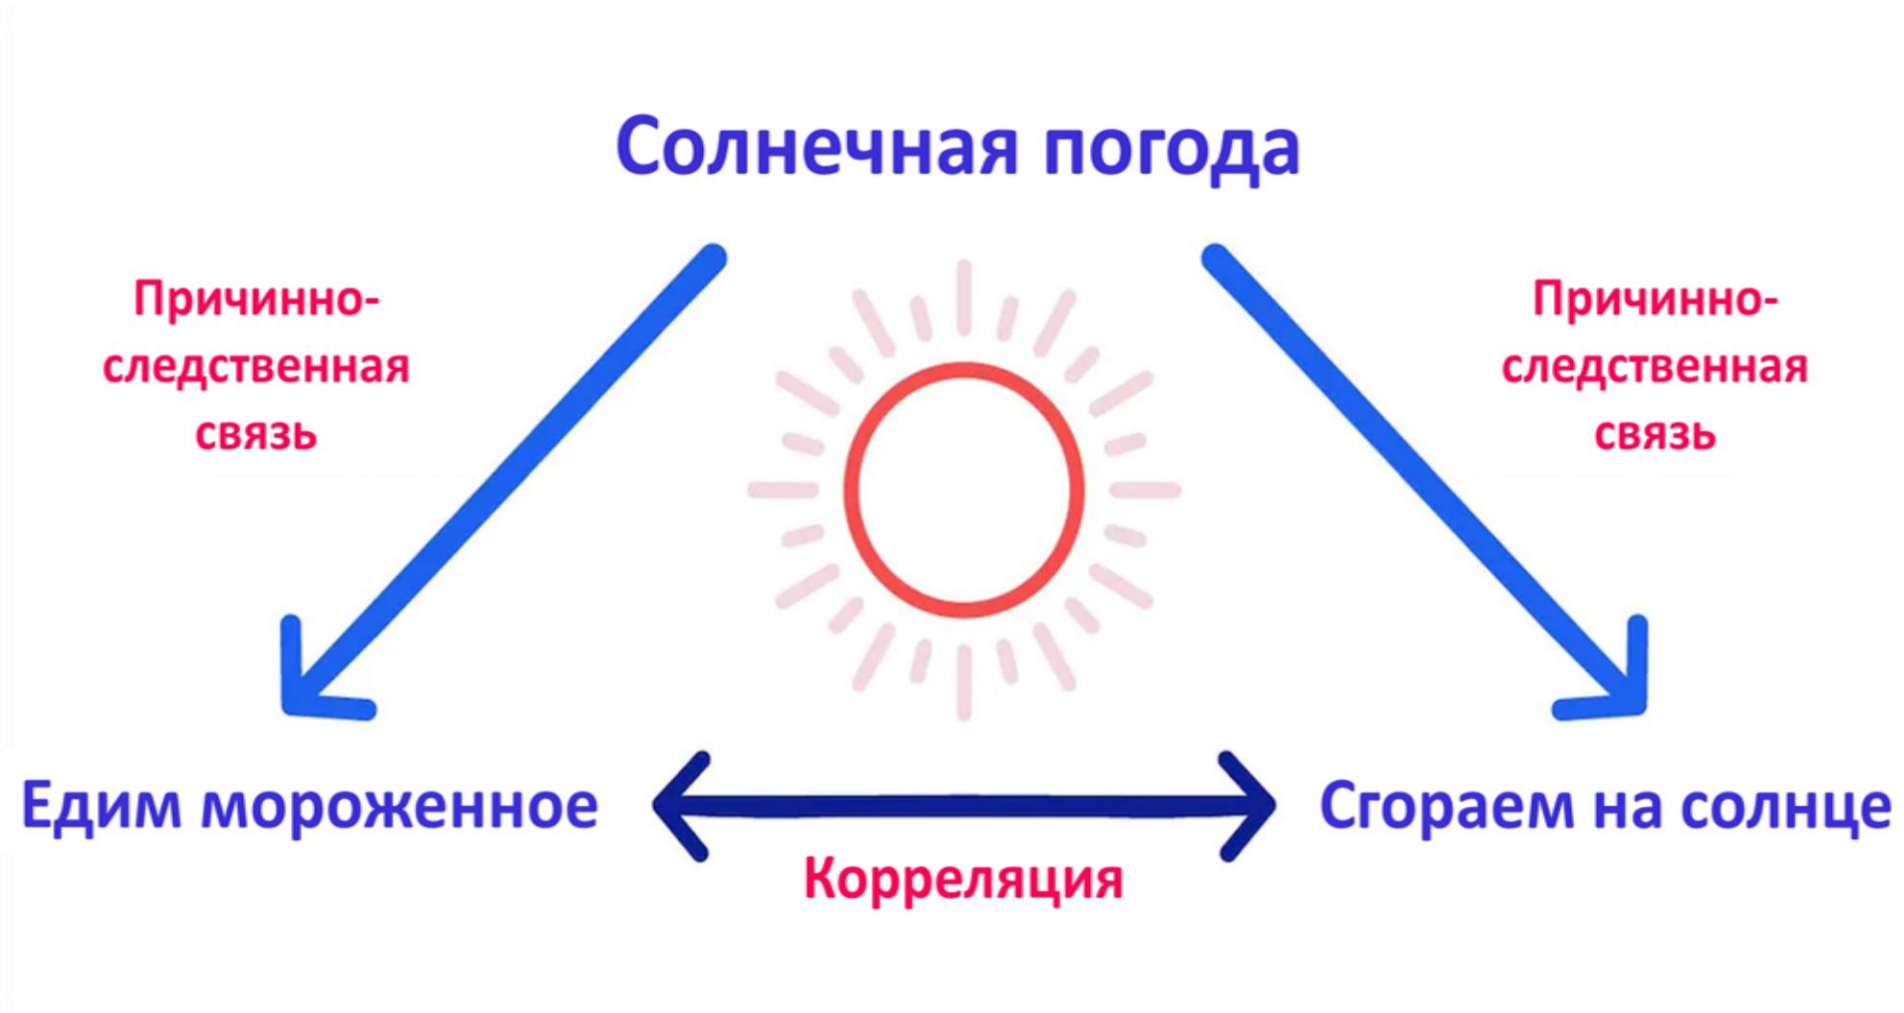 Солнечная погода
Причинно-
следственная
связь
Причинно-
следственная
связь
Едим мороженное
Сгораем на солнце
Корреляция